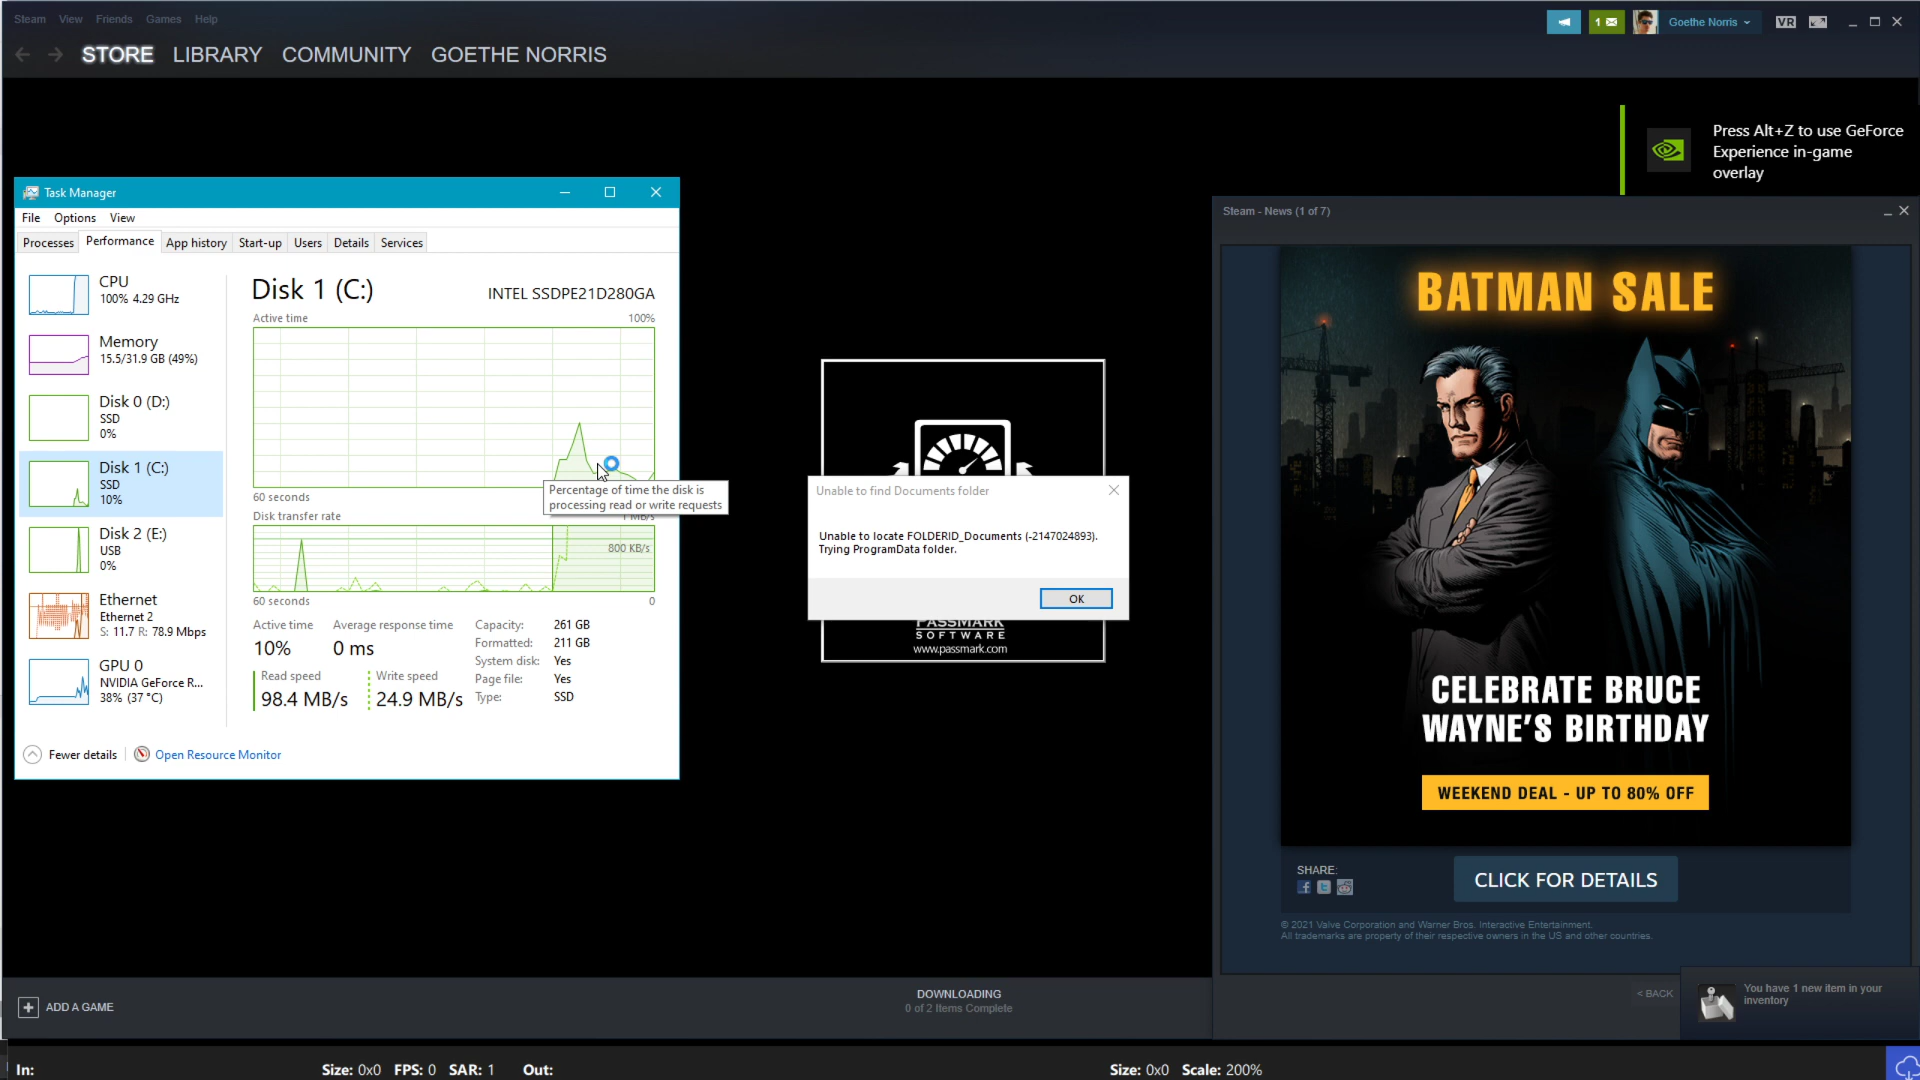 Steam View Friends Games Help
1
Goethe Norris
VR
STORE LIBRARY COMMUNITY GOETHE NORRIS
Press Alt+Z to use GeForce
Experience in-game
overlay
Task Manager
File Options View
Processes Performance App history Start-up Users Details Services
CPU
100% 4.29 GHz
Memory
15.5/31.9 GB (49%)
Disk 0 (D:)
SSD
0%
Disk 1 (C:)
SSD
10%
Disk 2 (E:)
USB
0%
Ethernet
Ethernet 2
S: 11.7 R: 78.9 Mbps
GPU 0
NVIDIA GeForce R...
38% (37 °C)
Disk 1 (C:)
INTEL SSDPE21D280GA
Active time 100%
60 seconds
Percentage of time the disk is
processing read or write requests
Disk transfer rate 1 MB/s
800 KB/s
60 seconds 0
Active time
10%
Average response time
0 ms
Read speed
98.4 MB/s
Write speed
24.9 MB/s
Capacity: 261 GB
Formatted: 211 GB
System disk: Yes
Page file: Yes
Type: SSD
Fewer details
Open Resource Monitor
Unable to find Documents folder
Unable to locate FOLDERID_Documents (-2147024893).
Trying ProgramData folder.
OK
PASSMARK
SOFTWARE
www.passmark.com
Steam - News (1 of 7)
BATMAN SALE
CELEBRATE BRUCE
WAYNE'S BIRTHDAY
WEEKEND DEAL - UP TO 80% OFF
SHARE:
CLICK FOR DETAILS
© 2021 Valve Corporation and Warner Bros. Interactive Entertainment.
All trademarks are property of their respective owners in the US and other countries.
< BACK
You have 1 new item in your
inventory
ADD A GAME
DOWNLOADING
0 of 2 Items Complete
In: Size: 0x0 FPS: 0 SAR: 1 Out: Size: 0x0 Scale: 200%